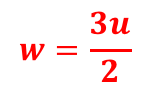 w = 3u/2